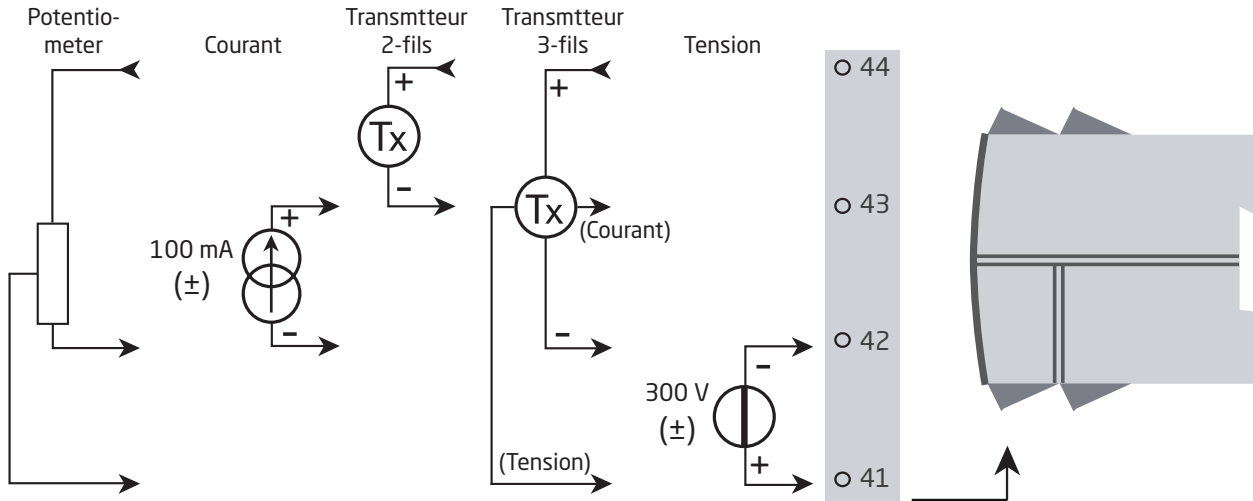 Potentio-
meter
Courant
Transmtteur
2-fils
Transmtteur
3-fils
Tension
44
+
+
Tx
-
43
+
Tx
(Courant)
100 mA
(±)
-
-
42
-
300 V
(±)
+
(Tension)
41